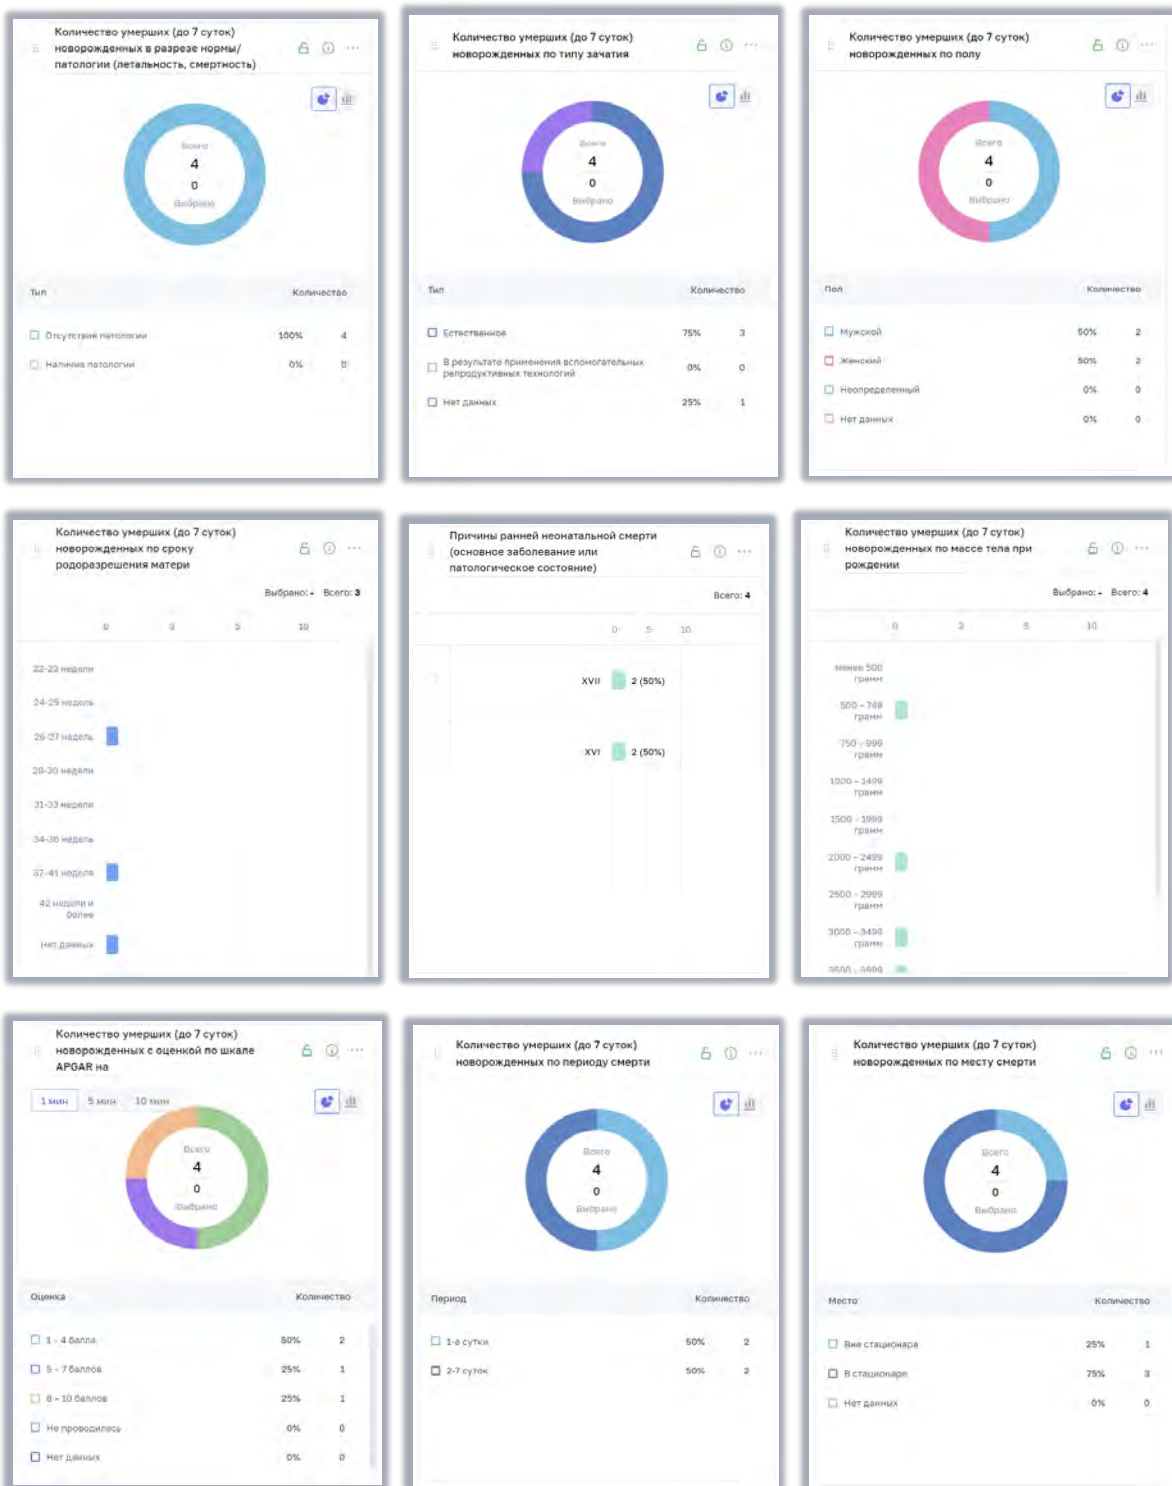 Количество умерших (до 7 суток)
новорожденных в разрезе нормы/
патологии (летальность, смертность)
Всего
4
0
Выбрано
Тип Количество
Отсутствие патологии 100% 4
Наличие патологии 0% 0
Количество умерших (до 7 суток)
новорожденных по типу зачатия
Всего
4
0
Выбрано
Тип Количество
Естественное 75% 3
В результате применения вспомогательных
репродуктивных технологий 0% 0
Нет данных 25% 1
Количество умерших (до 7 суток)
новорожденных по полу
Всего
4
0
Выбрано
Пол Количество
Мужской 50% 2
Женский 50% 2
Неопределенный 0% 0
Нет данных 0% 0
Количество умерших (до 7 суток)
новорожденных по сроку
родоразрешения матери
Выбрано: - Всего: 3
0 3 5 10
22-23 недели
24-25 недель
26-27 недель
28-30 недели
31-33 недели
34-36 недель
37-41 неделя
42 недели и
более
Нет данных
Причины ранней неонатальной смерти
(основное заболевание или
патологическое состояние)
Всего: 4
0 5 10
XVII 2 (50%)
XVI 2 (50%)
Количество умерших (до 7 суток)
новорожденных по массе тела при
рождении
Выбрано: - Всего: 4
0 3 5 10
менее 500
грамм
500 – 749
грамм
750 – 999
грамм
1000 – 1499
грамм
1500 – 1999
грамм
2000 – 2499
грамм
2500 – 2999
грамм
3000 – 3499
грамм
3500 – 3999
Количество умерших (до 7 суток)
новорожденных с оценкой по шкале
APGAR на
1 мин 5 мин 10 мин
Всего
4
0
Выбрано
Оценка Количество
1 – 4 балла 50% 2
5 – 7 баллов 25% 1
8 – 10 баллов 25% 1
Не проводилась 0% 0
Нет данных 0% 0
Количество умерших (до 7 суток)
новорожденных по периоду смерти
Всего
4
0
Выбрано
Период Количество
1-е сутки 50% 2
2-7 суток 50% 2
Количество умерших (до 7 суток)
новорожденных по месту смерти
Всего
4
0
Выбрано
Место Количество
Вне стационара 25% 1
В стационаре 75% 3
Нет данных 0% 0